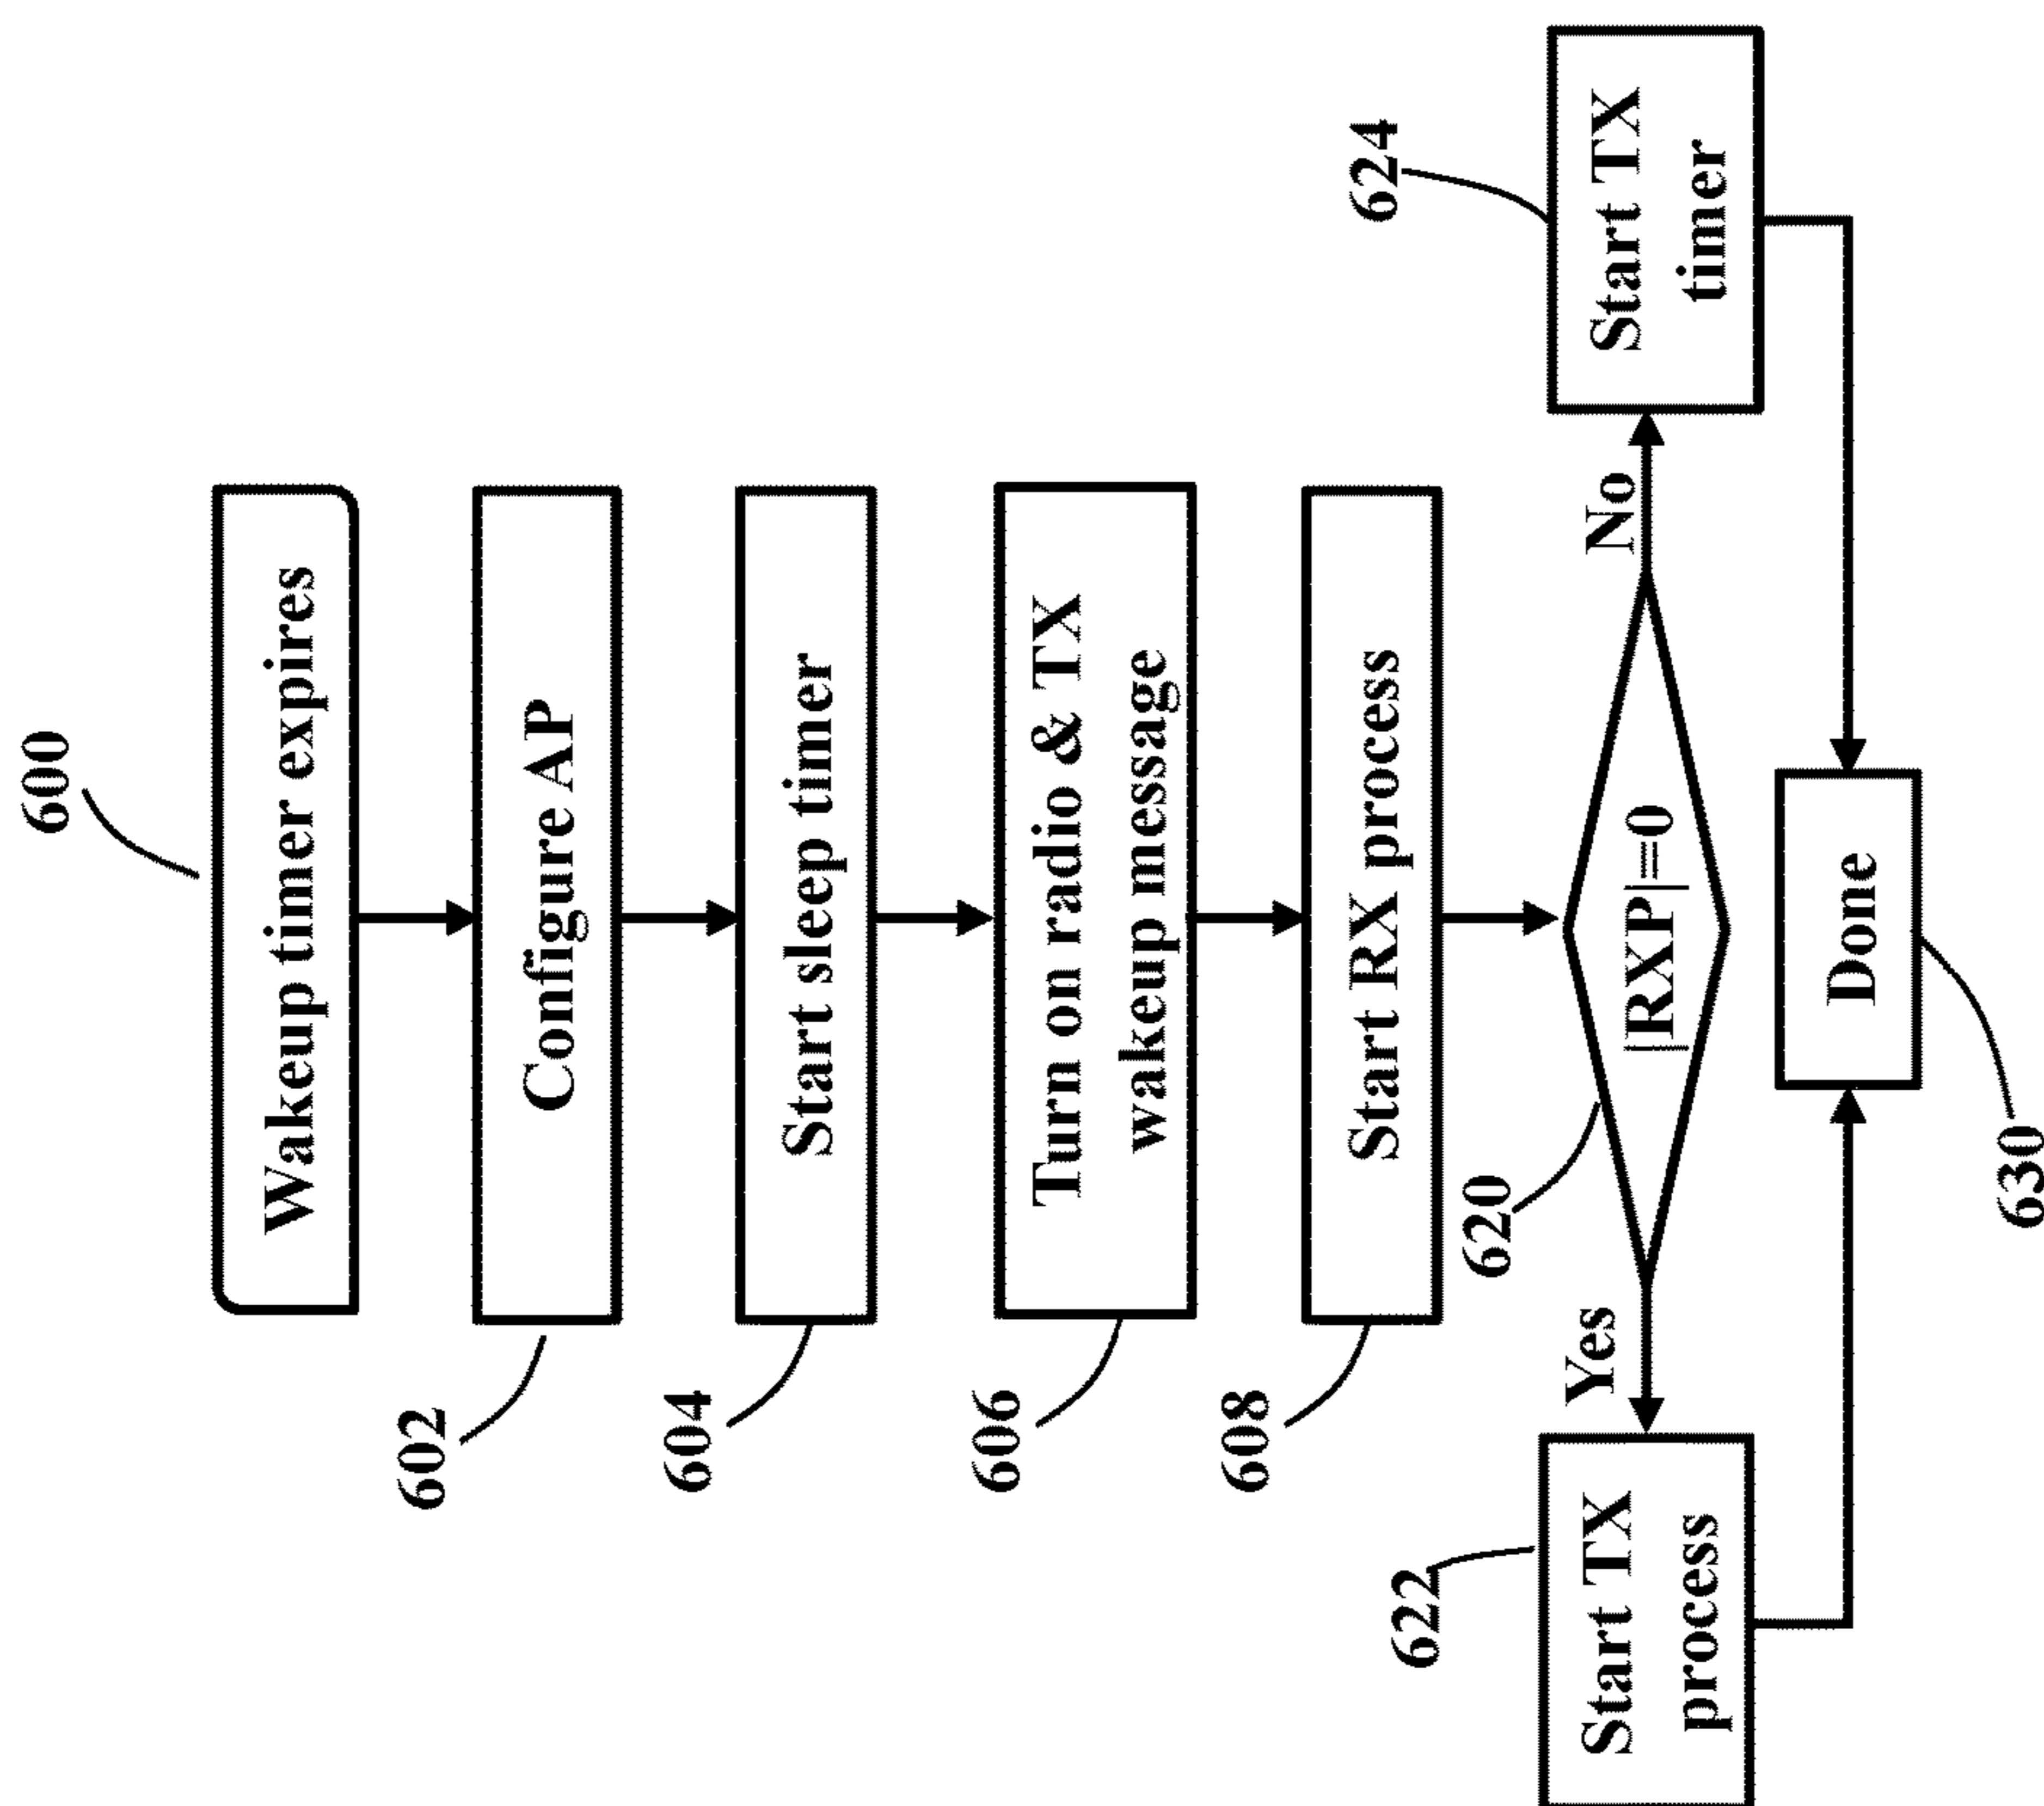 600
Wakeup timer expires
602
Configure AP
604
Start sleep timer
606
Turn on radio & TX
wakeup message
608
Start RX process
620
|RXP|=0
Yes
No
622
Start TX
process
624
Start TX
timer
Done
630